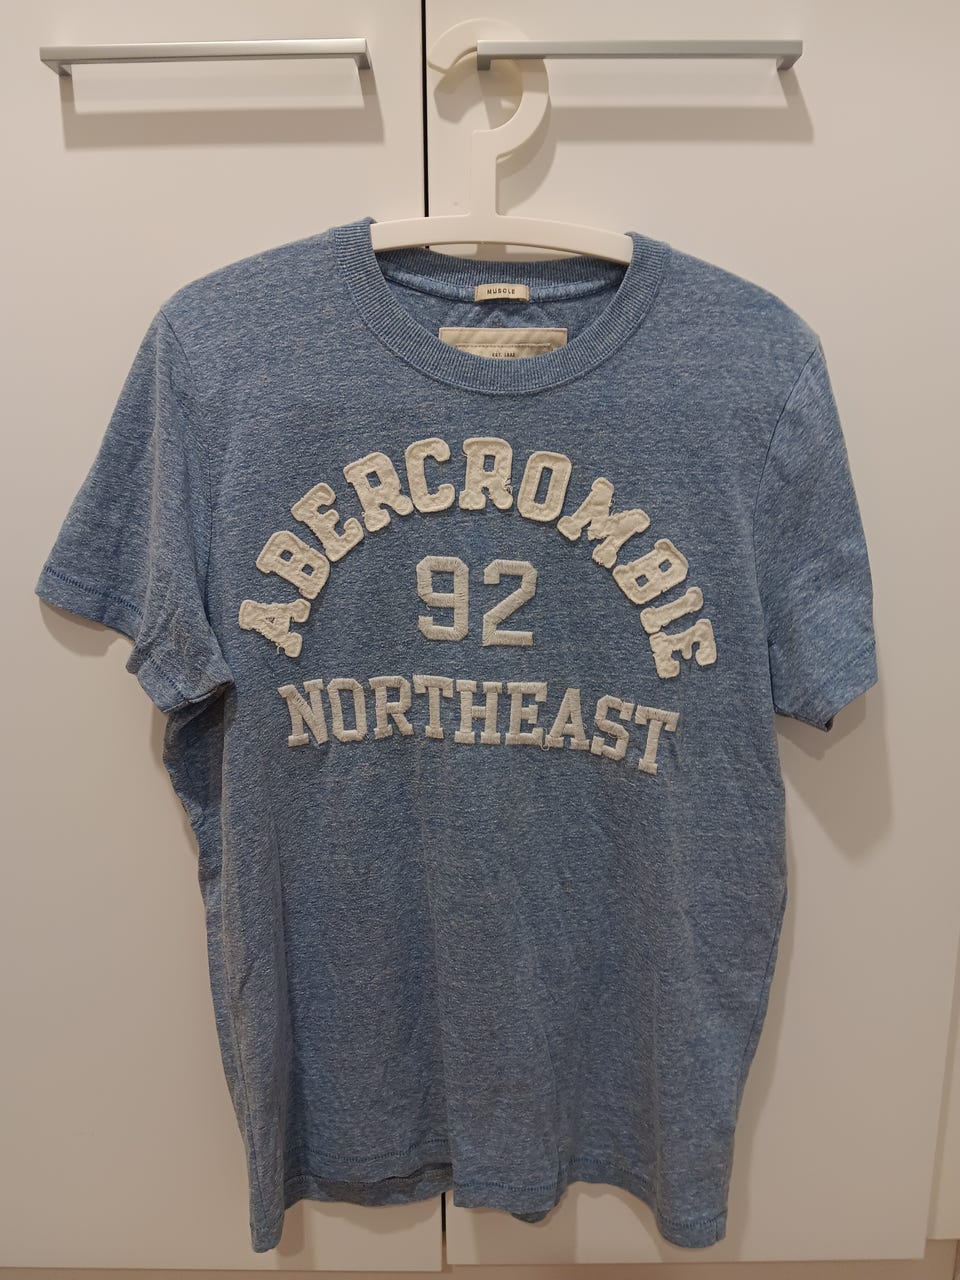 MUSCLE
EST. 1892
ABERCROMBIE
92
NORTHEAST